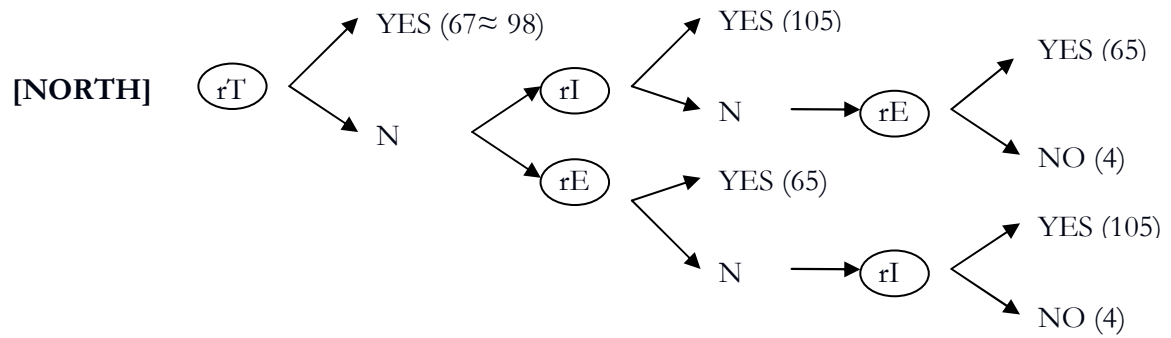 YES (67≈ 98)
YES (105)
YES (65)
[NORTH]
rT
rI
N
N
rE
NO (4)
rE
YES (65)
YES (105)
N
rI
NO (4)